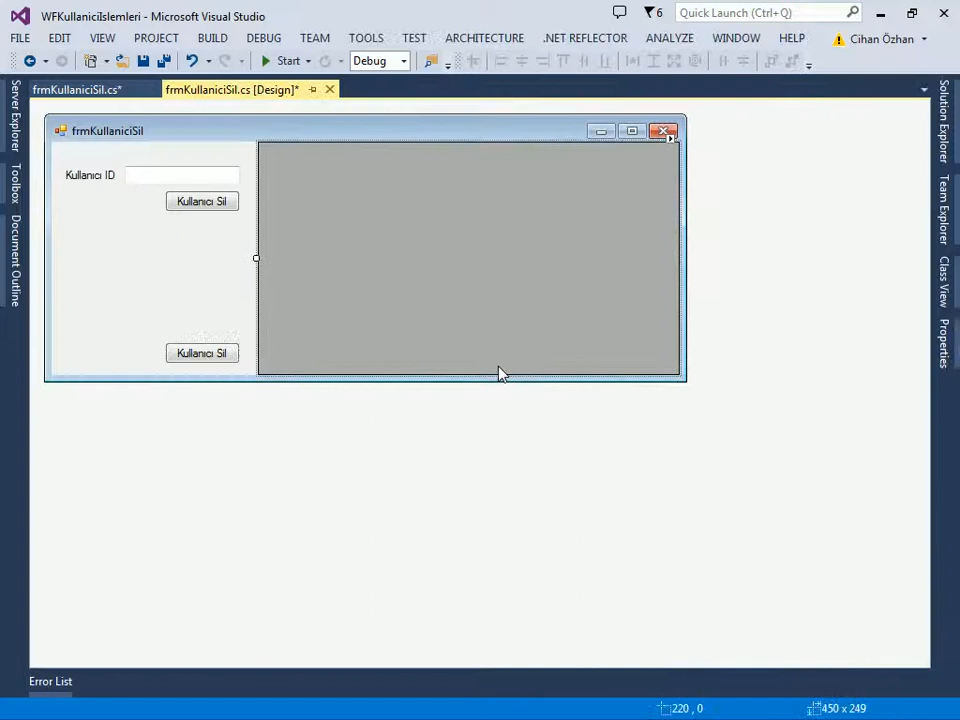 WFKullaniciIslemleri - Microsoft Visual Studio
6
Quick Launch (Ctrl+Q)
FILE EDIT VIEW PROJECT BUILD DEBUG TEAM TOOLS TEST ARCHITECTURE .NET REFLECTOR ANALYZE WINDOW HELP Cihan Özhan
Start Debug
frmKullaniciSil.cs* frmKullaniciSil.cs [Design]*
Server Explorer
Toolbox
Document Outline
frmKullaniciSil
Kullanıcı ID
Kullanıcı Sil
Kullanıcı Sil
Solution Explorer
Team Explorer
Class View
Properties
Error List
220 , 0 450 x 249